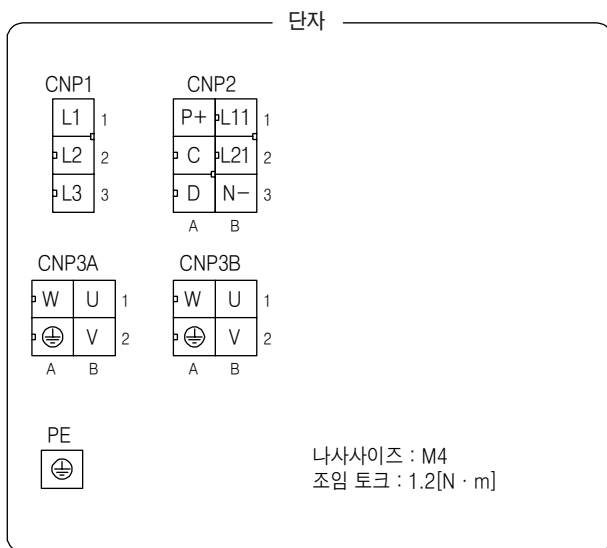 단자
CNP1 CNP2
L1 1 P+ L11 1
L2 2 C L21 2
L3 3 D N− 3
A B
CNP3A CNP3B
W U 1 W U 1
V 2 V 2
A B A B
PE
나사사이즈 : M4
조임 토크 : 1.2[N · m]